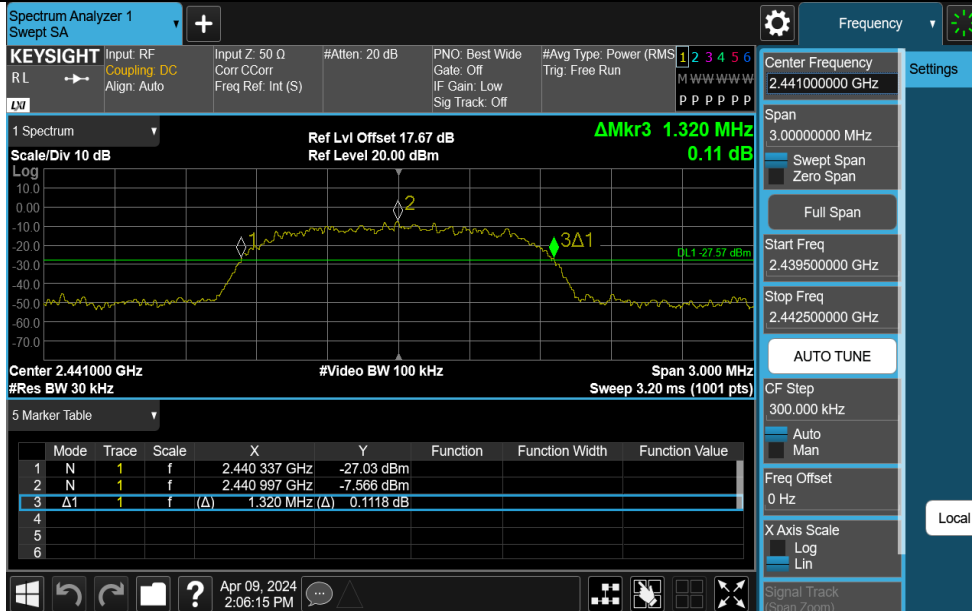 Spectrum Analyzer 1
Swept SA
Frequency
KEYSIGHT
RL
LXI
Input: RF
Coupling: DC
Align: Auto
Input Z: 50 Ω
Corr CCorr
Freq Ref: Int (S)
#Atten: 20 dB
PNO: Best Wide
Gate: Off
IF Gain: Low
Sig Track: Off
#Avg Type: Power (RMS
Trig: Free Run
1 2 3 4 5 6
M W W W W W
P P P P P P
1 Spectrum
Scale/Div 10 dB
Ref Lvl Offset 17.67 dB
Ref Level 20.00 dBm
ΔMkr3 1.320 MHz
0.11 dB
Log
10.0
0.00
-10.0
-20.0
-30.0
-40.0
-50.0
-60.0
-70.0
1
2
3Δ1
DL1 -27.57 dBm
Center 2.441000 GHz
#Video BW 100 kHz
Span 3.000 MHz
#Res BW 30 kHz
Sweep 3.20 ms (1001 pts)
5 Marker Table
Mode Trace Scale X Y Function Function Width Function Value
1 N 1 f 2.440 337 GHz -27.03 dBm
2 N 1 f 2.440 997 GHz -7.566 dBm
3 Δ1 1 f (Δ) 1.320 MHz (Δ) 0.1118 dB
4
5
6
Apr 09, 2024
2:06:15 PM
?
Center Frequency
2.441000000 GHz
Settings
Span
3.00000000 MHz
Swept Span
Zero Span
Full Span
Start Freq
2.439500000 GHz
Stop Freq
2.442500000 GHz
AUTO TUNE
CF Step
300.000 kHz
Auto
Man
Freq Offset
0 Hz
Local
X Axis Scale
Log
Lin
Signal Track
(Span Zoom)